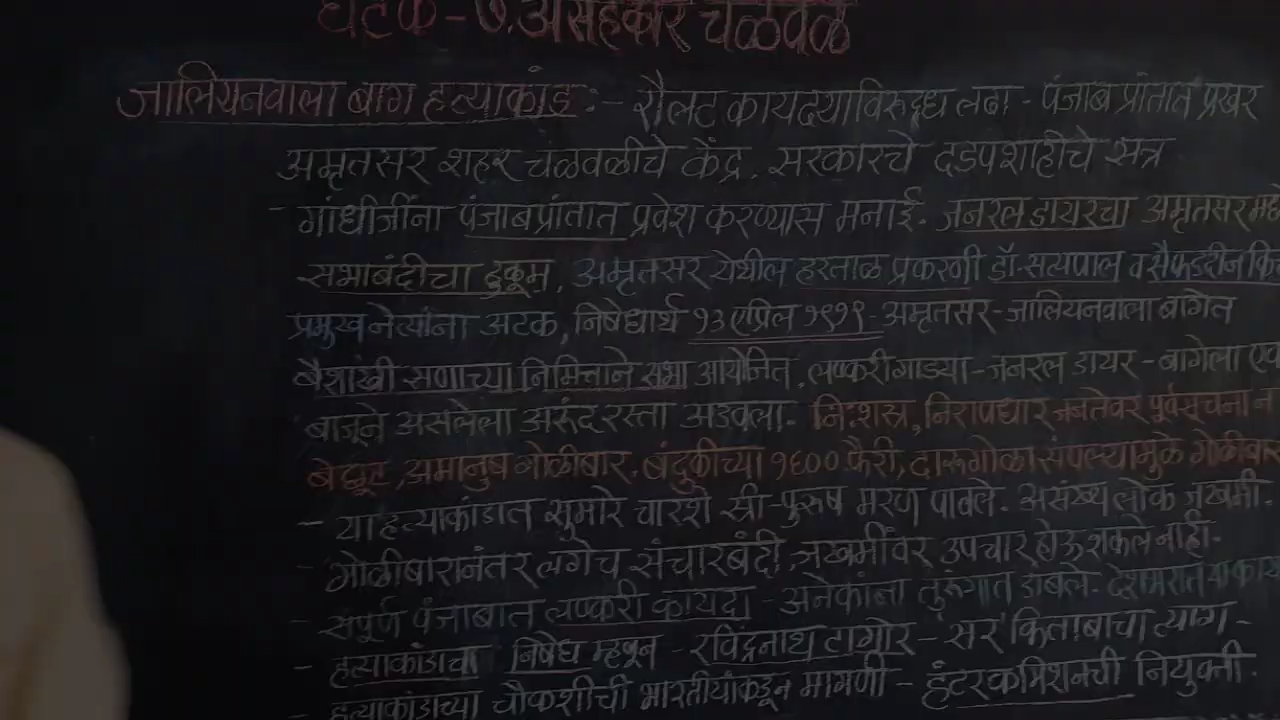 घटक - ७. असहकार चळवळ
जालियनवाला बाग हत्याकांड :- रौलट कायद्याविरुद्ध लढा - पंजाब प्रांतात प्रखर
अमृतसर शहर चळवळीचे केंद्र. सरकारचे दडपशाहीचे सत्र
- गांधीजींना पंजाब प्रांतात प्रवेश करण्यास मनाई. जनरल डायरचा अमृतसरमध्ये
सभाबंदीचा हुकूम, अमृतसर येथील हरताळ प्रकरणी डॉ. सत्यपाल व सैफुद्दीन
प्रमुख नेत्यांना अटक, निषेधार्थ १३ एप्रिल १९१९ - अमृतसर - जालियनवाला बागेत
बैशाखी सणाच्या निमित्ताने सभा आयोजित. लष्करी गाड्या - जनरल डायर - बागेला
बाजूने असलेला अरुंद रस्ता अडवला. नि:शस्त्र, निरापधार जनतेवर पूर्वसूचना न
बेछूट, अमानुष गोळीबार. बंदुकीच्या १६०० फैरी, दारूगोळा संपल्यामुळे गोळीबार
- या हत्याकांडात सुमारे चारशे स्त्री-पुरुष मरण पावले. असंख्य लोक जखमी.
- गोळीबारानंतर लगेच संचारबंदी. जखमींवर उपचार होऊ शकले नाही.
- संपूर्ण पंजाबात लष्करी कायदा - अनेकांना तुरुंगात डांबले. देशभरात या
- हत्याकांडाचा निषेध म्हणून - रविंद्रनाथ टागोर - सर किताबाचा त्याग -
- हत्याकांडाच्या चौकशीची भारतीयांकडून मागणी - हंटर कमिशनची नियुक्ती.